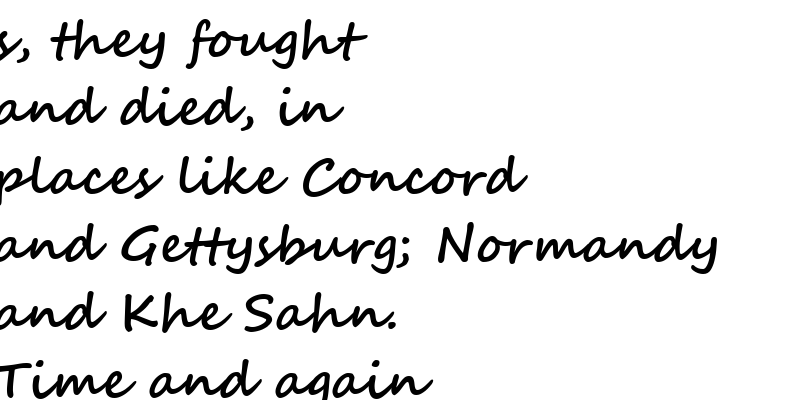 s, they fought
and died, in
places like Concord
and Gettysburg; Normandy
and Khe Sahn.
Time and again